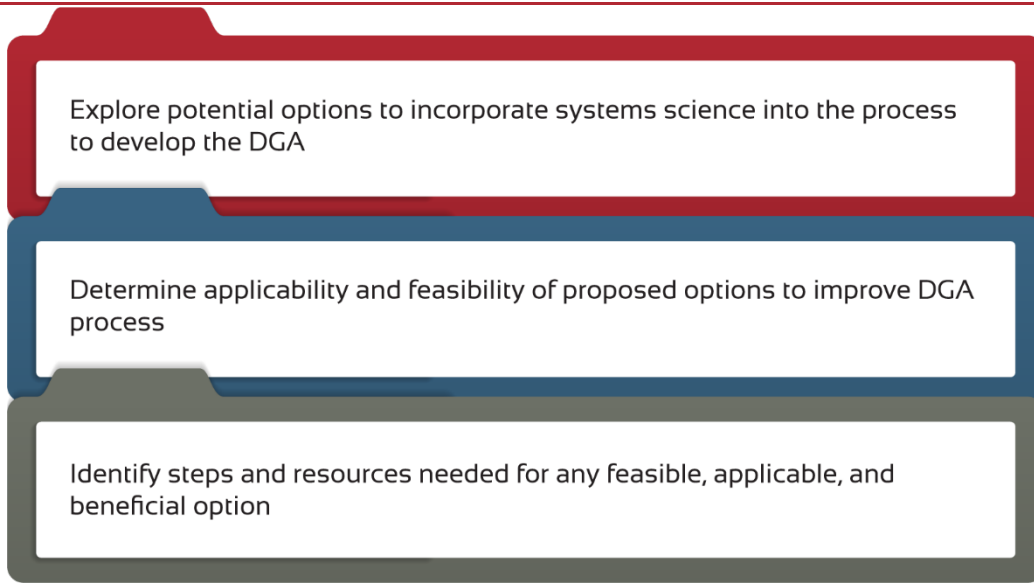 Explore potential options to incorporate systems science into the process
to develop the DGA
Determine applicability and feasibility of proposed options to improve DGA
process
Identify steps and resources needed for any feasible, applicable, and
beneficial option